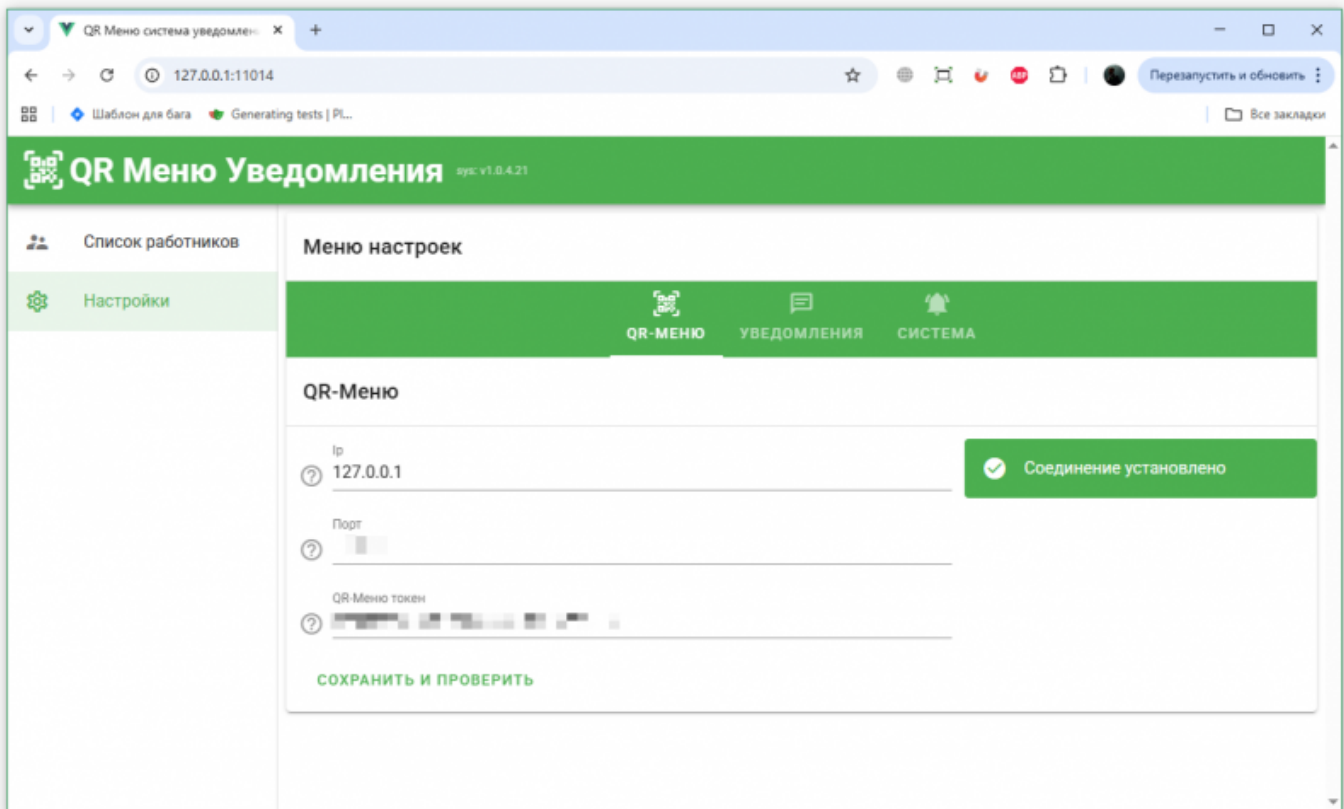 QR Меню система уведомлен
127.0.0.1:11014
Перезапустить и обновить
Шаблон для бага
Generating tests | Pl...
Все закладки
QR Меню Уведомления sys: v1.0.4.21
Список работников
Настройки
Меню настроек
QR-МЕНЮ УВЕДОМЛЕНИЯ СИСТЕМА
QR-Меню
Ip
127.0.0.1
Соединение установлено
Порт
QR-Меню токен
СОХРАНИТЬ И ПРОВЕРИТЬ